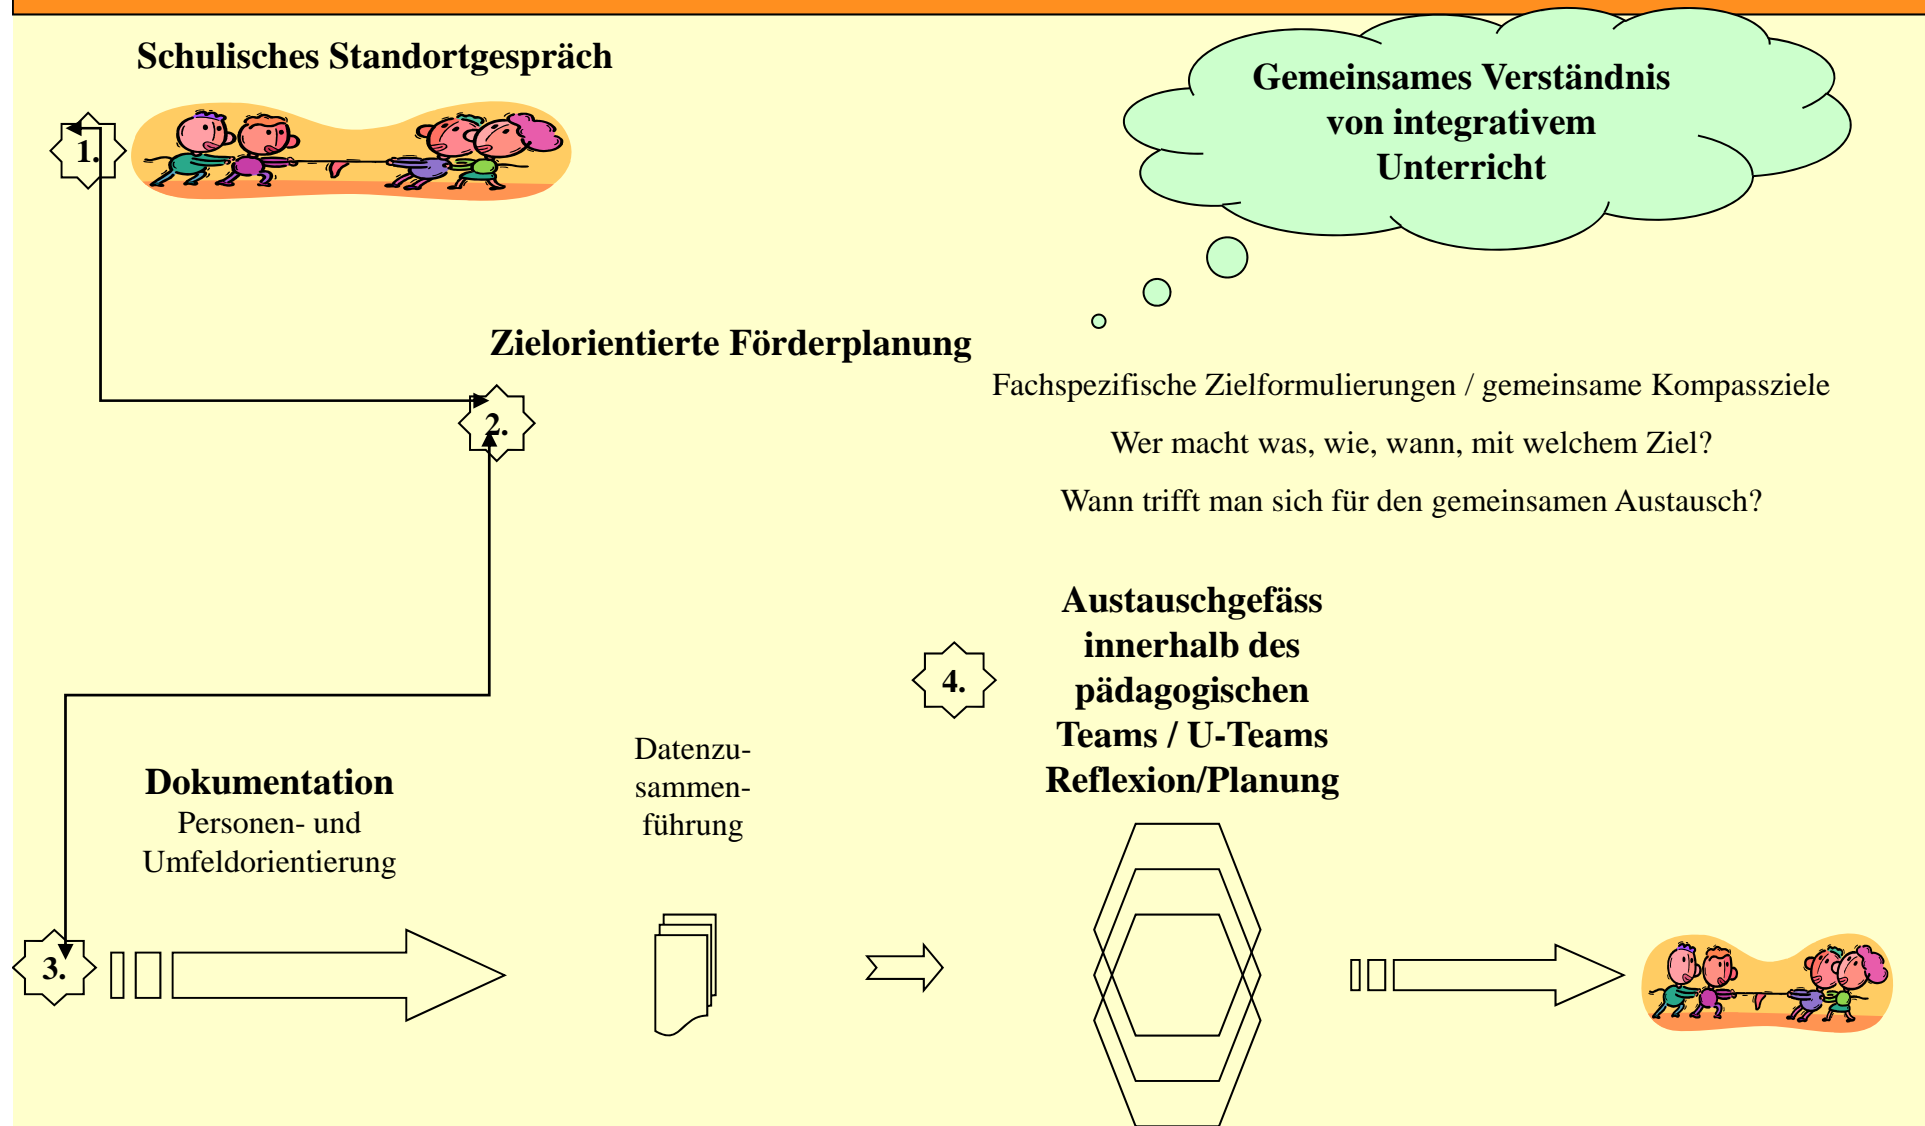 Schulisches Standortgespräch
1.
Gemeinsames Verständnis
von integrativem
Unterricht
Zielorientierte Förderplanung
2.
Fachspezifische Zielformulierungen / gemeinsame Kompassziele
Wer macht was, wie, wann, mit welchem Ziel?
Wann trifft man sich für den gemeinsamen Austausch?
3.
Dokumentation
Personen- und
Umfeldorientierung
Datenzu-
sammen-
führung
4.
Austauschgefäss
innerhalb des
pädagogischen
Teams / U-Teams
Reflexion/Planung